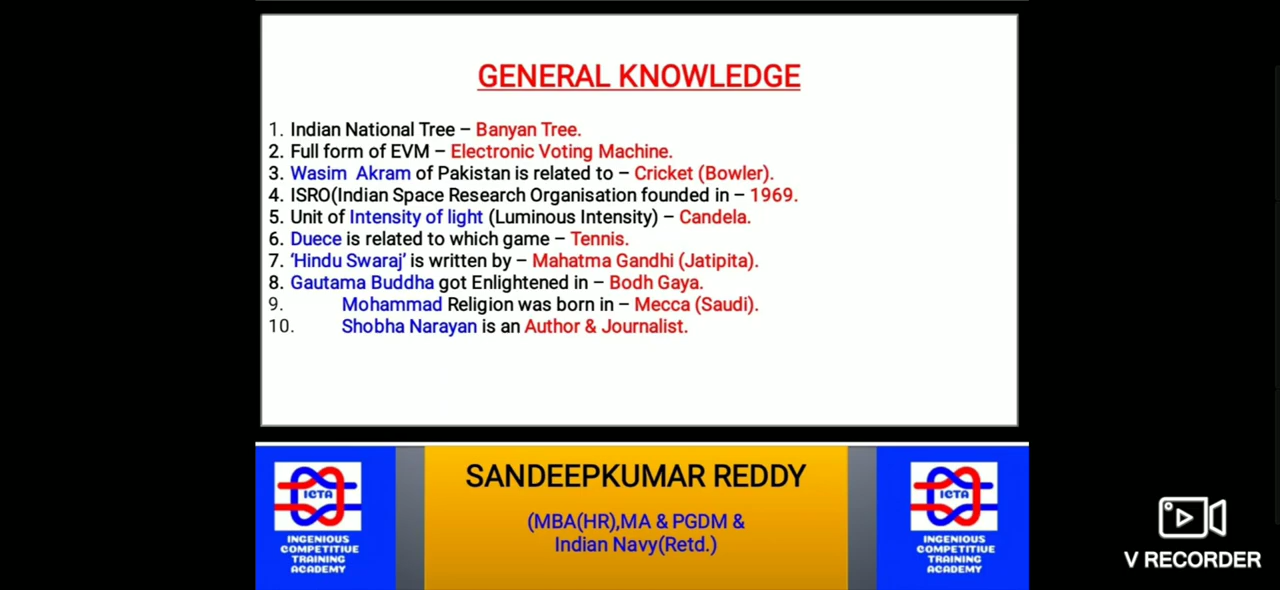 GENERAL KNOWLEDGE
1. Indian National Tree – Banyan Tree.
2. Full form of EVM – Electronic Voting Machine.
3. Wasim Akram of Pakistan is related to – Cricket (Bowler).
4. ISRO(Indian Space Research Organisation founded in – 1969.
5. Unit of Intensity of light (Luminous Intensity) – Candela.
6. Duece is related to which game – Tennis.
7. ‘Hindu Swaraj’ is written by – Mahatma Gandhi (Jatipita).
8. Gautama Buddha got Enlightened in – Bodh Gaya.
9. Mohammad Religion was born in – Mecca (Saudi).
10. Shobha Narayan is an Author & Journalist.
ICTA
INGENIOUS
COMPETITIUE
TRAINING
ACADEMY
SANDEEPKUMAR REDDY
(MBA(HR),MA & PGDM &
Indian Navy(Retd.)
ICTA
INGENIOUS
COMPETITIUE
TRAINING
ACADEMY
V RECORDER